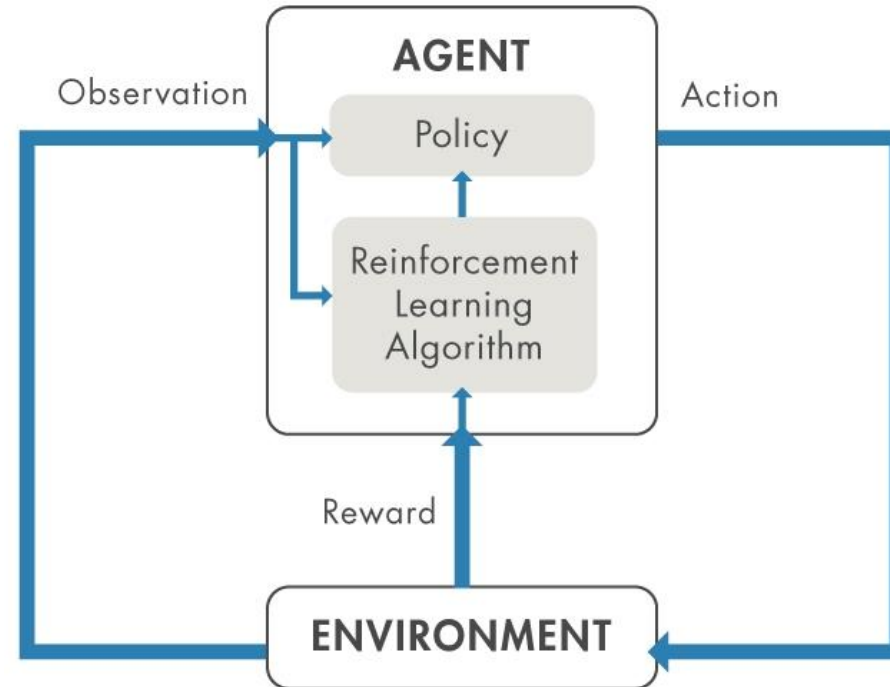 AGENT
Observation
Action
Policy
Reinforcement
Learning
Algorithm
Reward
ENVIRONMENT